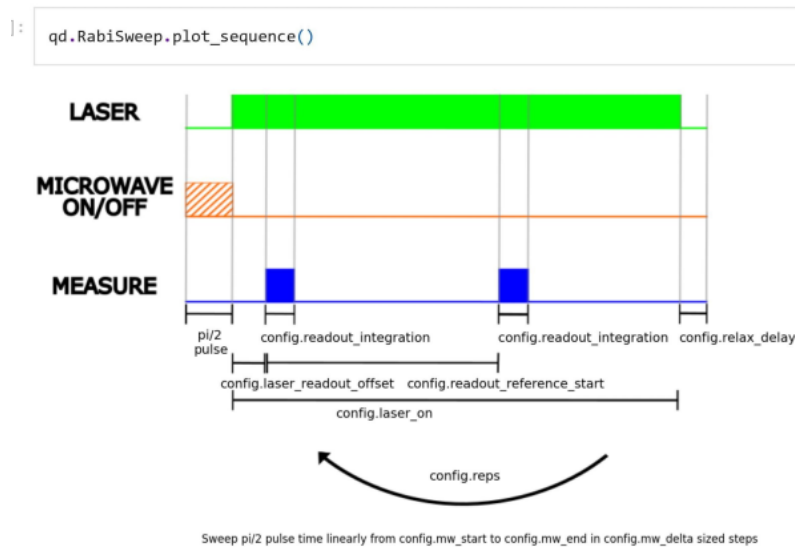 ]:
qd.RabiSweep.plot_sequence()
LASER
MICROWAVE
ON/OFF
MEASURE
pi/2
pulse
config.readout_integration
config.readout_integration
config.relax_delay
config.laser_readout_offset
config.readout_reference_start
config.laser_on
config.reps
Sweep pi/2 pulse time linearly from config.mw_start to config.mw_end in config.mw_delta sized steps